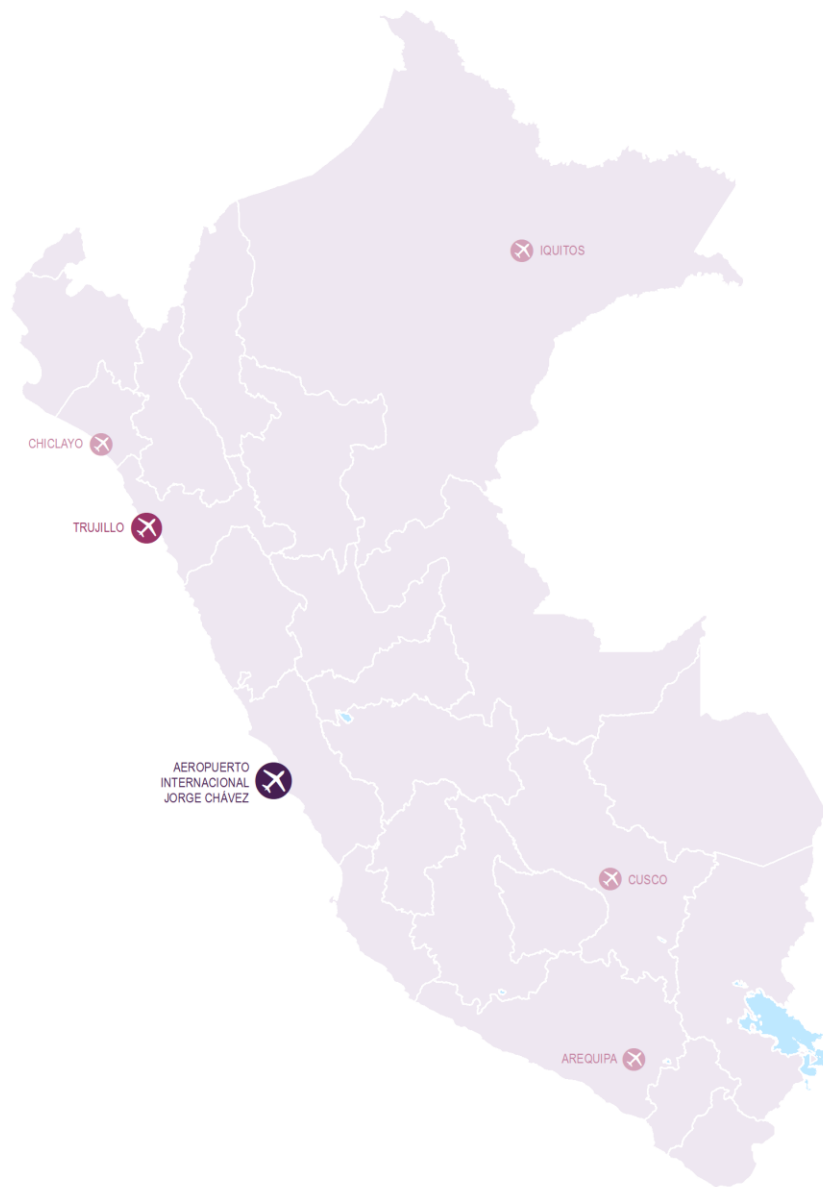 IQUITOS
CHICLAYO
TRUJILLO
AEROPUERTO
INTERNACIONAL
JORGE CHÁVEZ
CUSCO
AREQUIPA